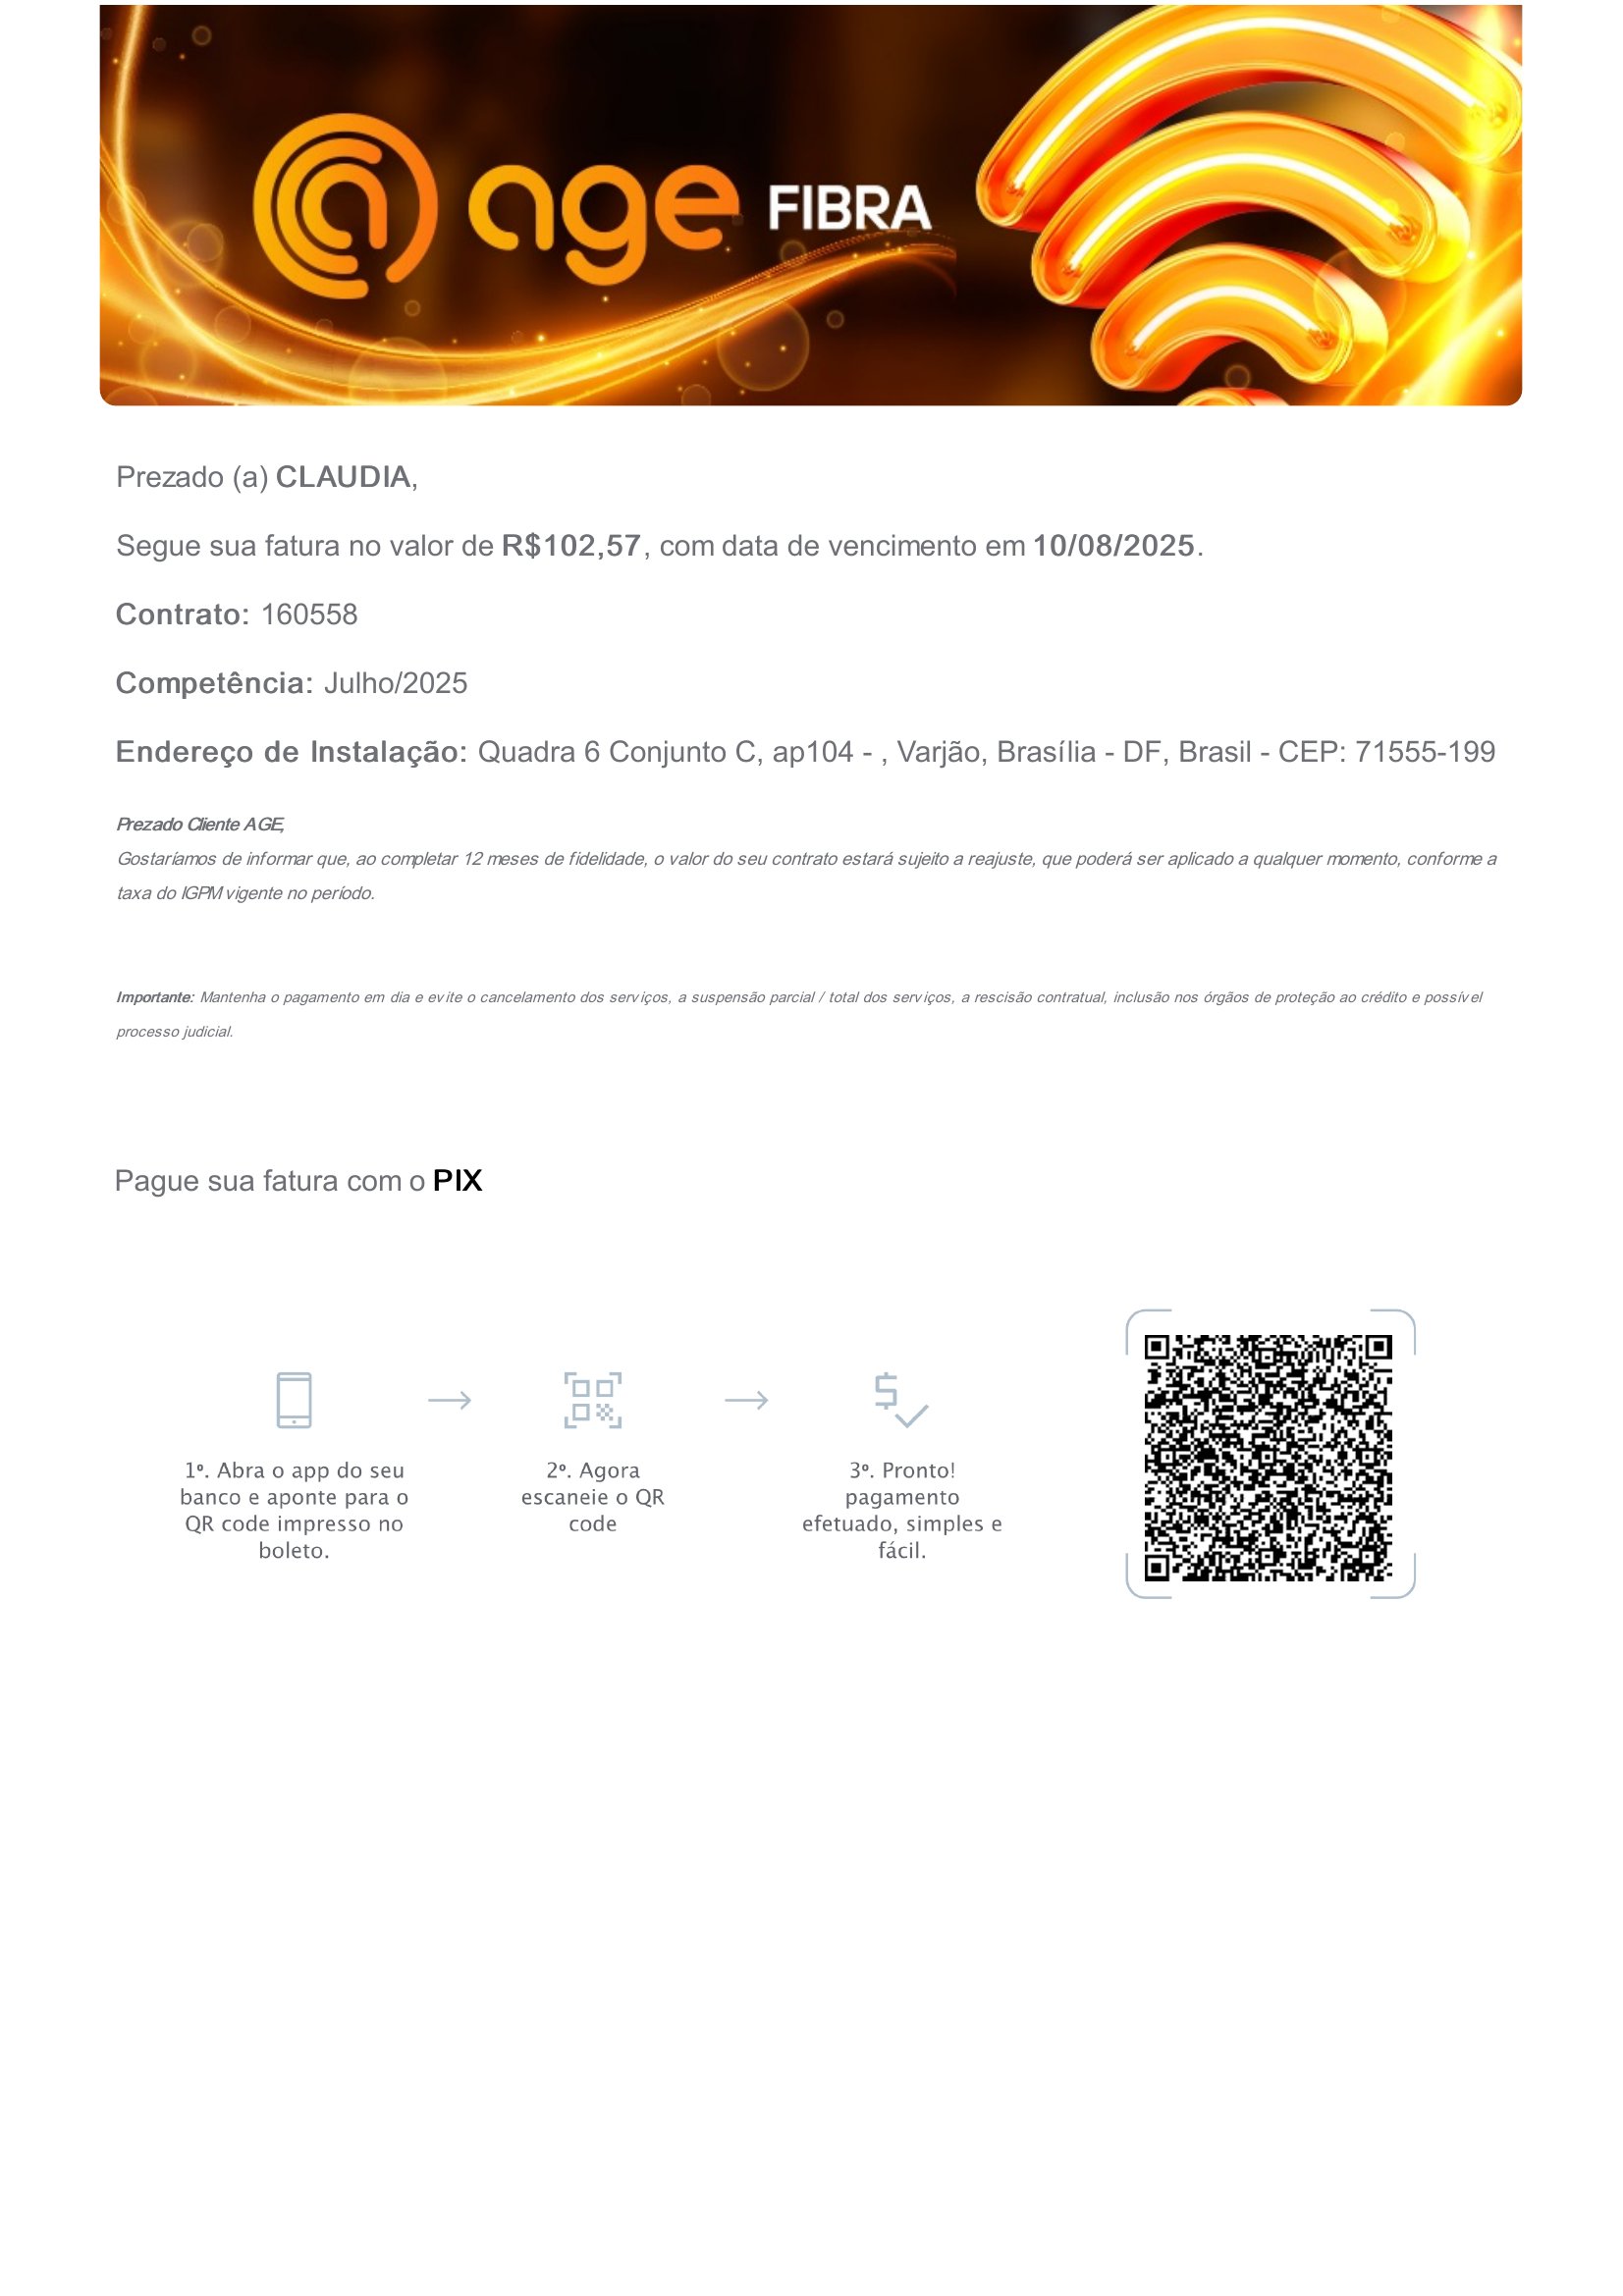 age FIBRA
Prezado (a) CLAUDIA,
Segue sua fatura no valor de R$102,57, com data de vencimento em 10/08/2025.
Contrato: 160558
Competência: Julho/2025
Endereço de Instalação: Quadra 6 Conjunto C, ap104 - , Varjão, Brasília - DF, Brasil - CEP: 71555-199
Prezado Cliente AGE,
Gostaríamos de informar que, ao completar 12 meses de fidelidade, o valor do seu contrato estará sujeito a reajuste, que poderá ser aplicado a qualquer momento, conforme a
taxa do IGPM vigente no período.
Importante: Mantenha o pagamento em dia e evite o cancelamento dos serviços, a suspensão parcial / total dos serviços, a rescisão contratual, inclusão nos órgãos de proteção ao crédito e possível
processo judicial.
Pague sua fatura com o PIX
1º. Abra o app do seu
banco e aponte para o
QR code impresso no
boleto.
2º. Agora
escaneie o QR
code
3º. Pronto!
pagamento
efetuado, simples e
fácil.